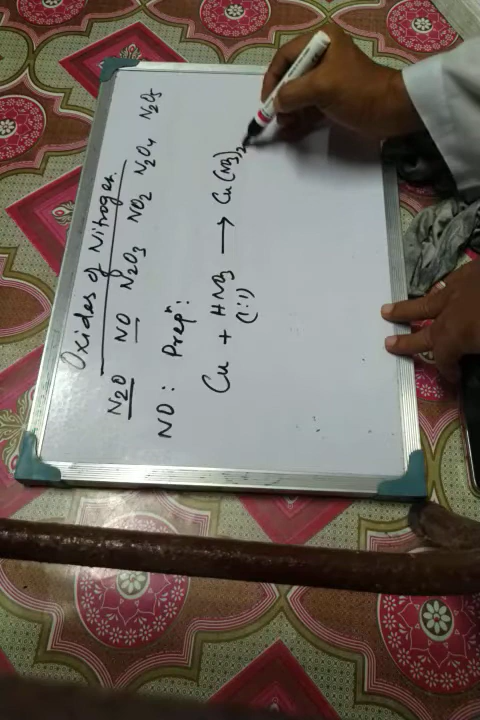 Oxides of Nitrogen.
N2O NO N2O3 NO2 N2O4 N2O5
NO: Prepn:
Cu + HNO3 ⟶ Cu(NO3)2
(1:1)